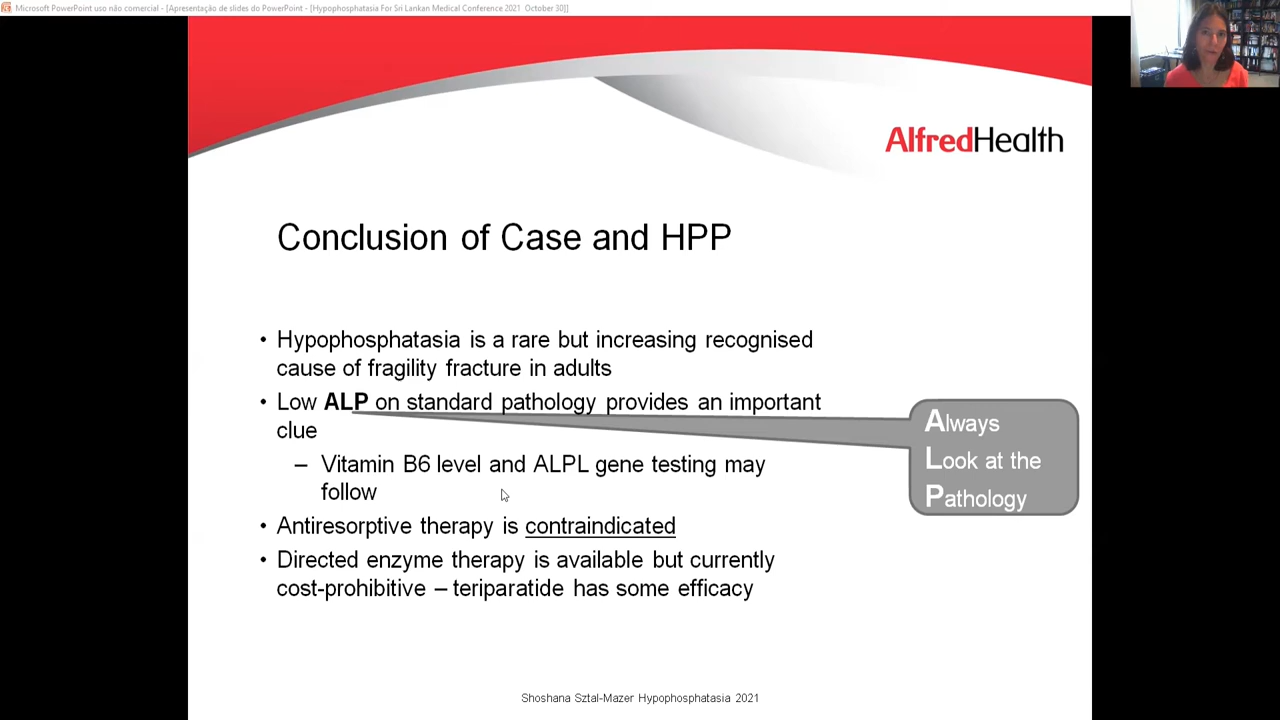 Microsoft PowerPoint uso não comercial - [Apresentação de slides do PowerPoint - [Hypophosphatasia For Sri Lankan Medical Conference 2021 October 30]]
AlfredHealth
Conclusion of Case and HPP
• Hypophosphatasia is a rare but increasing recognised
cause of fragility fracture in adults
• Low ALP on standard pathology provides an important
clue
– Vitamin B6 level and ALPL gene testing may
follow
• Antiresorptive therapy is contraindicated
• Directed enzyme therapy is available but currently
cost-prohibitive – teriparatide has some efficacy
Always
Look at the
Pathology
Shoshana Sztal-Mazer Hypophosphatasia 2021